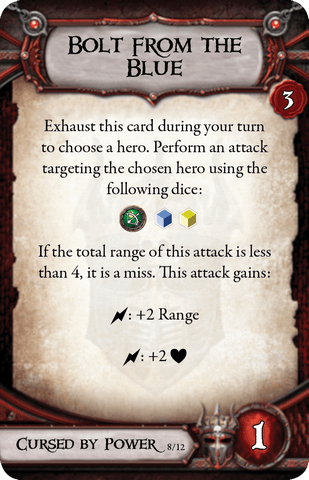 Bolt From the
Blue
3
Exhaust this card during your turn
to choose a hero. Perform an attack
targeting the chosen hero using the
following dice:
If the total range of this attack is less
than 4, it is a miss. This attack gains:
: +2 Range
: +2
Cursed by Power 8/12
1